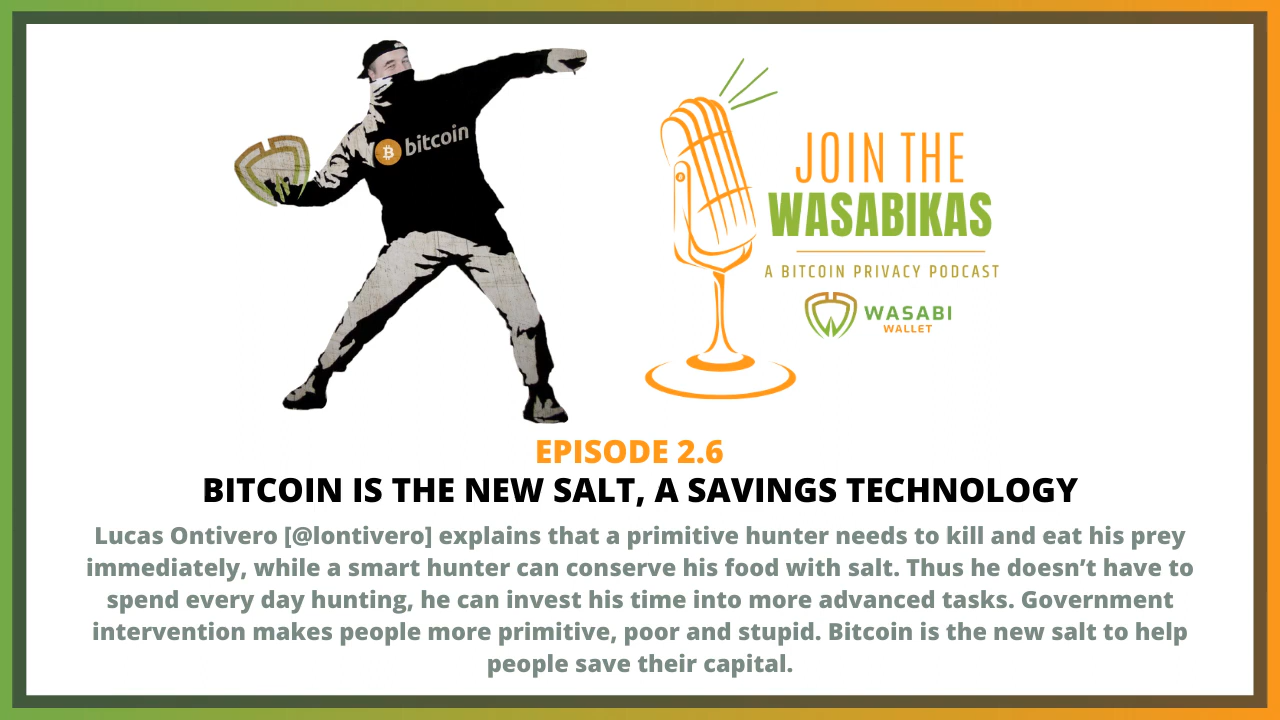 bitcoin
JOIN THE
WASABIKAS
A BITCOIN PRIVACY PODCAST
WASABI
WALLET
EPISODE 2.6
BITCOIN IS THE NEW SALT, A SAVINGS TECHNOLOGY
Lucas Ontivero [@lontivero] explains that a primitive hunter needs to kill and eat his prey
immediately, while a smart hunter can conserve his food with salt. Thus he doesn’t have to
spend every day hunting, he can invest his time into more advanced tasks. Government
intervention makes people more primitive, poor and stupid. Bitcoin is the new salt to help
people save their capital.